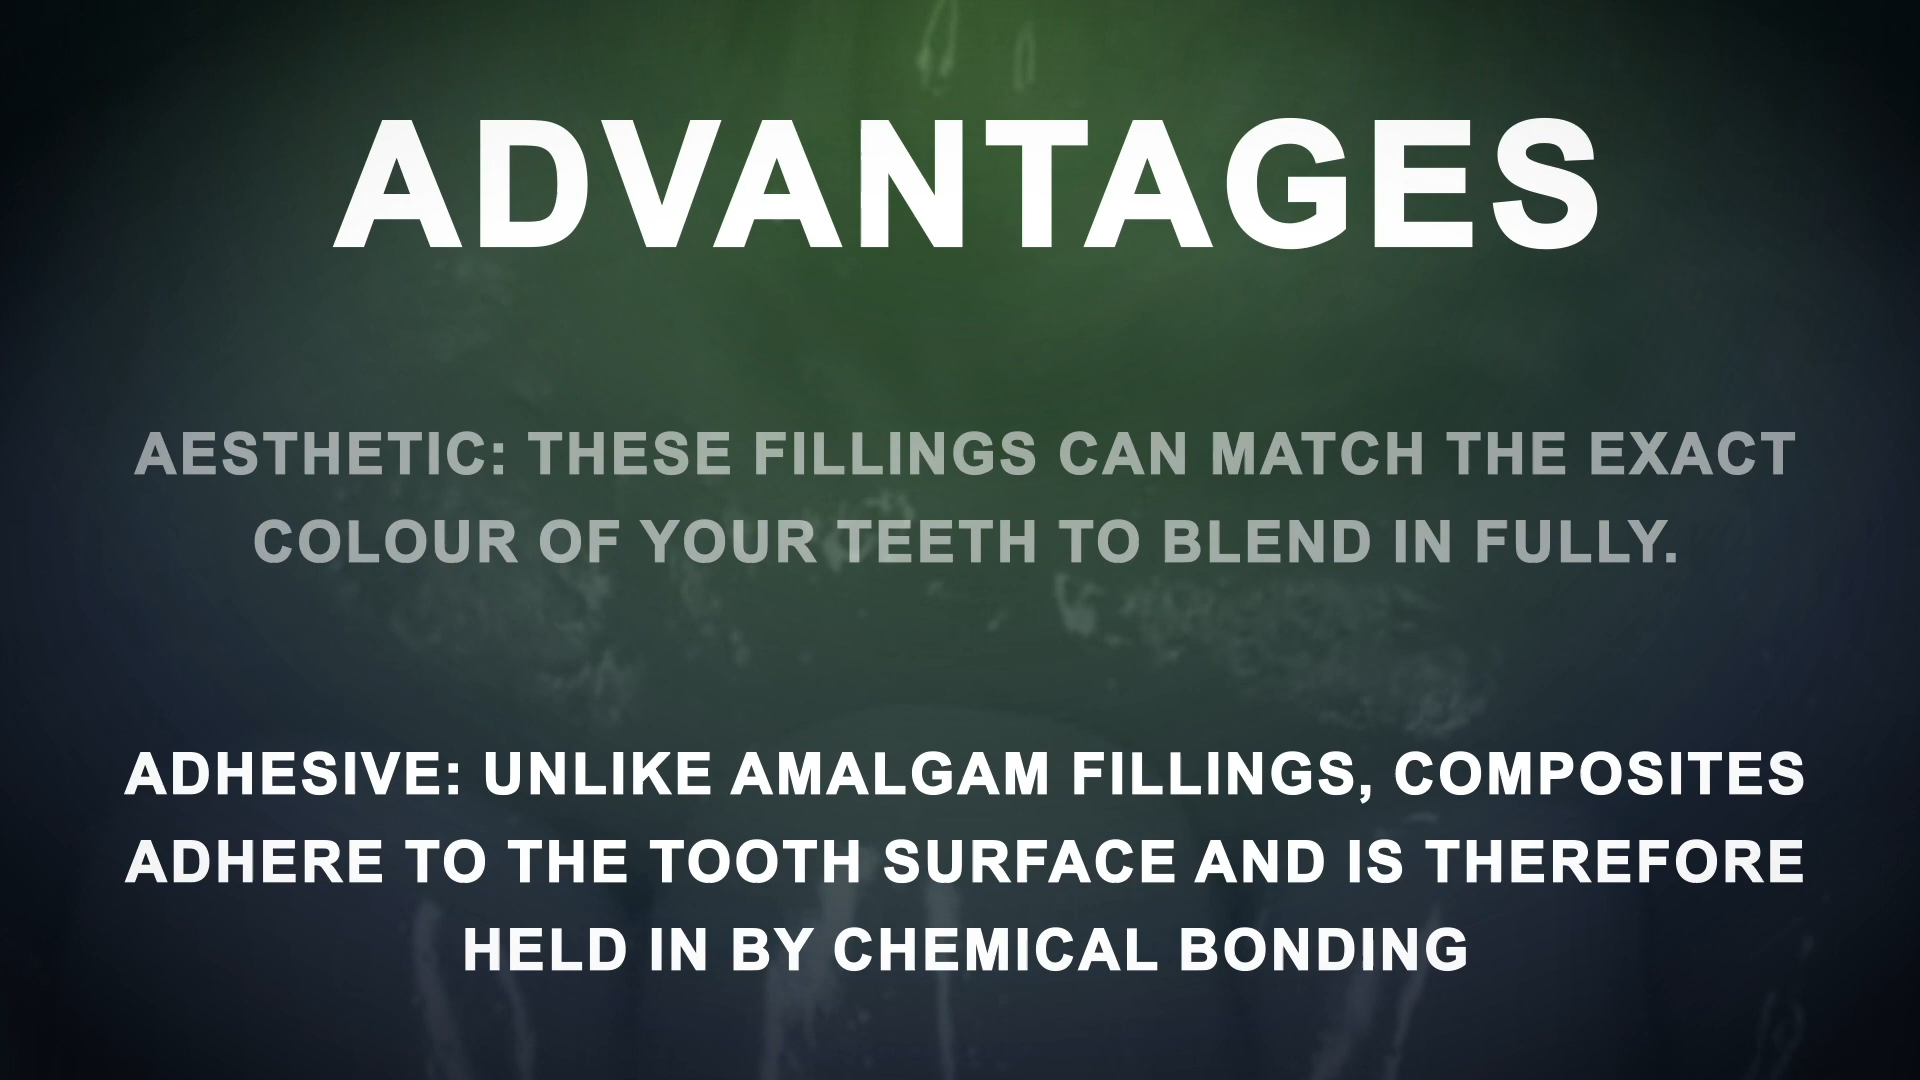 ADVANTAGES
AESTHETIC: THESE FILLINGS CAN MATCH THE EXACT
COLOUR OF YOUR TEETH TO BLEND IN FULLY.
ADHESIVE: UNLIKE AMALGAM FILLINGS, COMPOSITES
ADHERE TO THE TOOTH SURFACE AND IS THEREFORE
HELD IN BY CHEMICAL BONDING